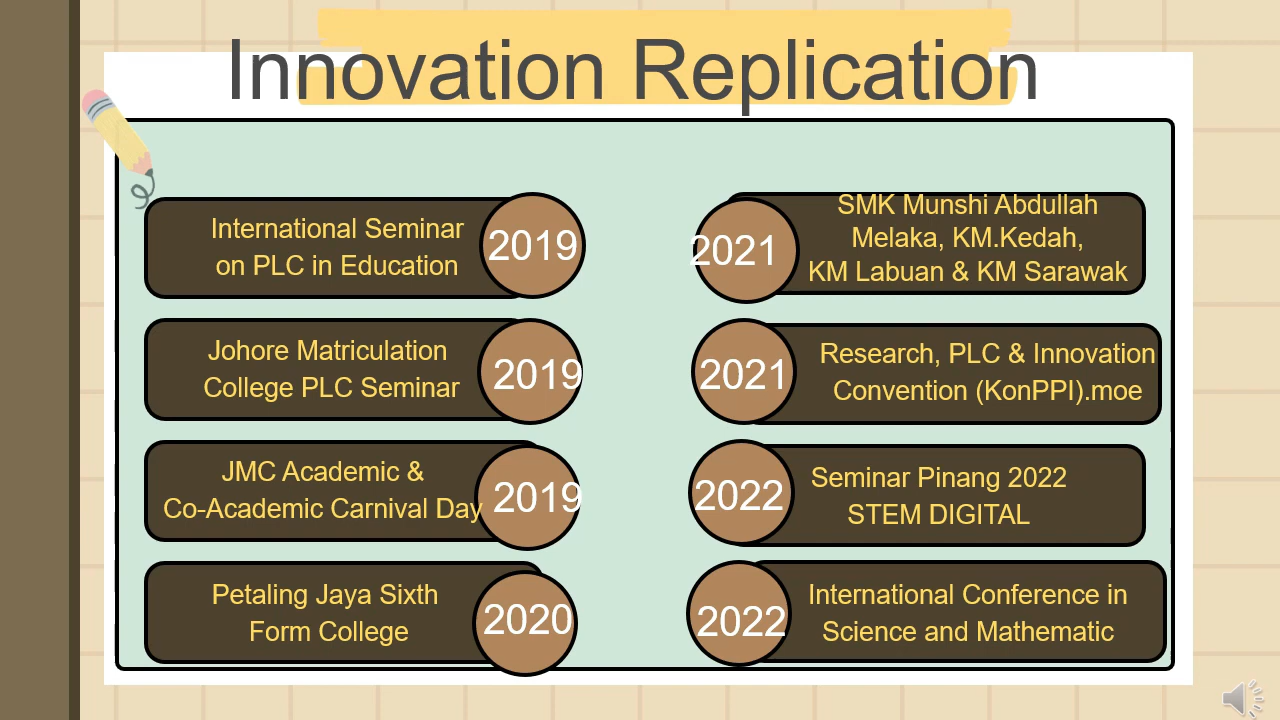 Innovation Replication
International Seminar
on PLC in Education
2019
Johore Matriculation
College PLC Seminar
2019
JMC Academic &
Co-Academic Carnival Day
2019
Petaling Jaya Sixth
Form College
2020
2021
SMK Munshi Abdullah
Melaka, KM.Kedah,
KM Labuan & KM Sarawak
2021
Research, PLC & Innovation
Convention (KonPPI).moe
2022
Seminar Pinang 2022
STEM DIGITAL
2022
International Conference in
Science and Mathematic